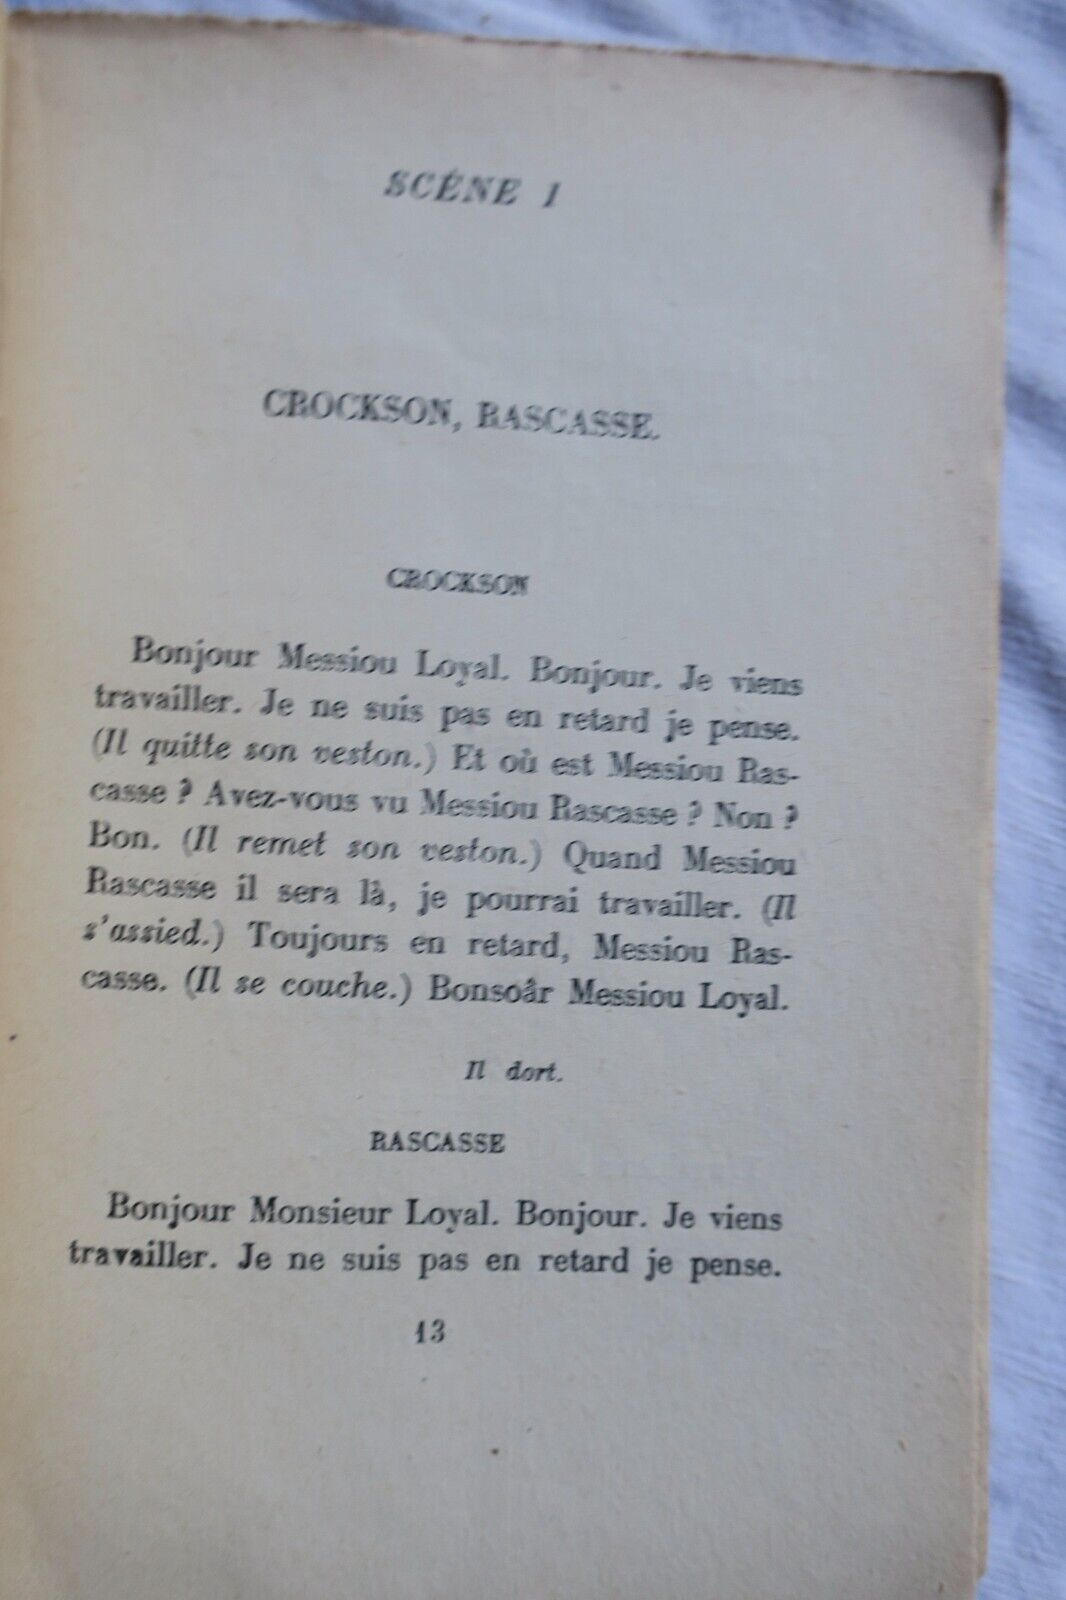 SCÈNE I
CROCKSON, RASCASSE.
CROCKSON
Bonjour Messiou Loyal. Bonjour. Je viens
travailler. Je ne suis pas en retard je pense.
(Il quitte son veston.) Et où est Messiou Ras-
casse ? Avez-vous vu Messiou Rascasse ? Non ?
Bon. (Il remet son veston.) Quand Messiou
Rascasse il sera là, je pourrai travailler. (Il
s'assied.) Toujours en retard, Messiou Ras-
casse. (Il se couche.) Bonsoâr Messiou Loyal.
Il dort.
RASCASSE
Bonjour Monsieur Loyal. Bonjour. Je viens
travailler. Je ne suis pas en retard je pense.
13